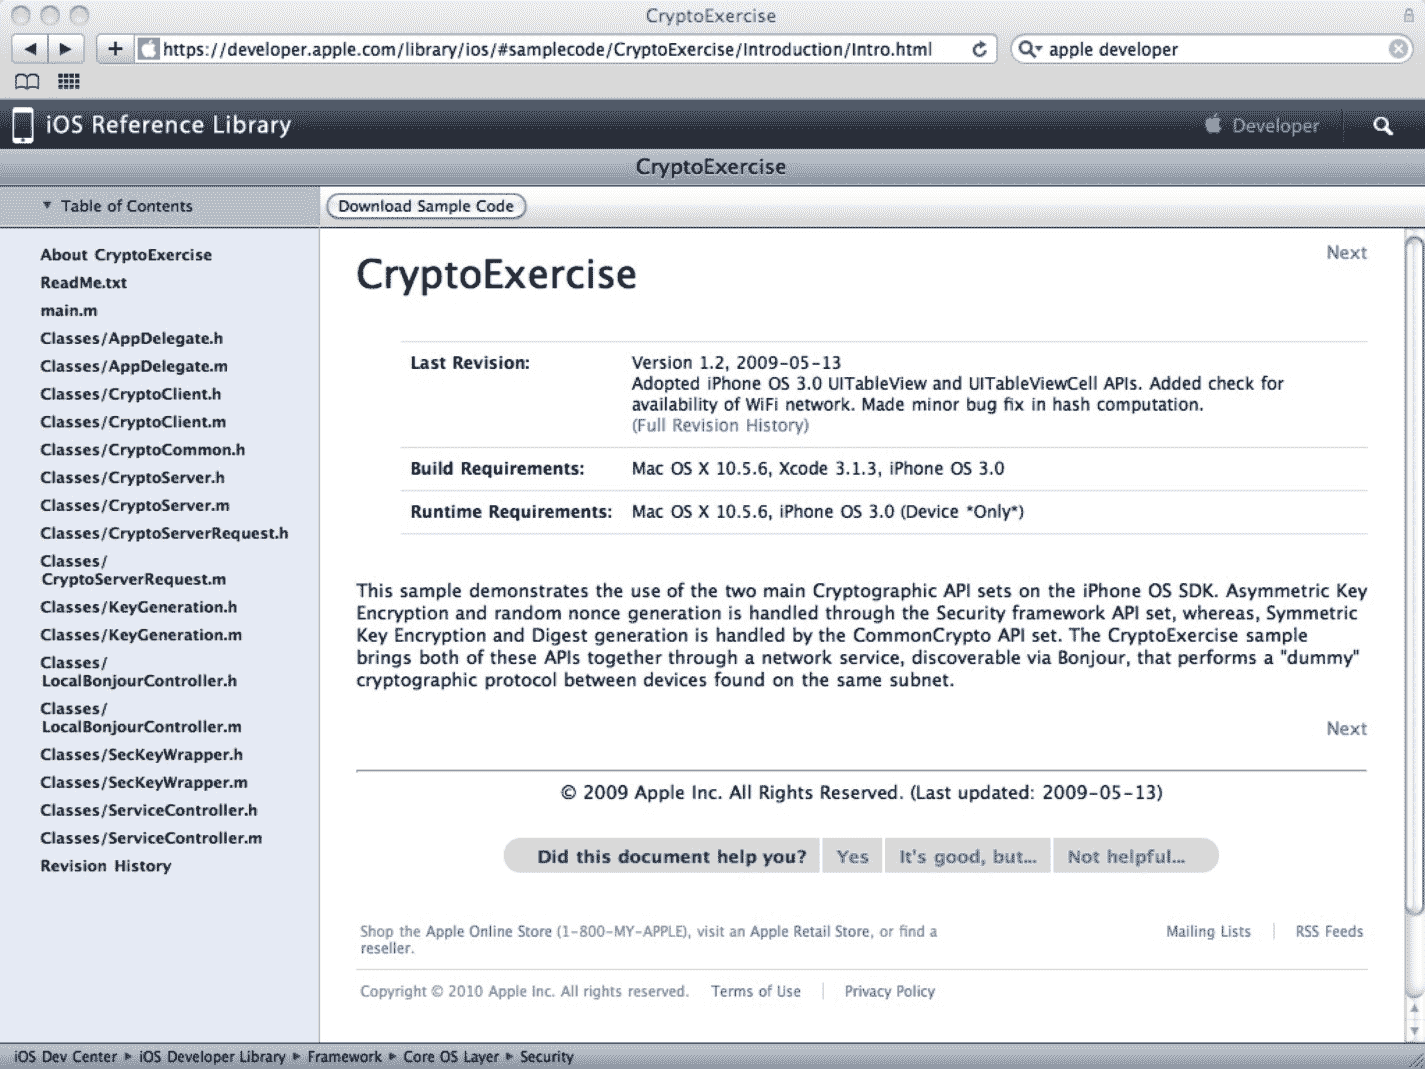 CryptoExercise
https://developer.apple.com/library/ios/#samplecode/CryptoExercise/Introduction/Intro.html
apple developer
iOS Reference Library
Developer
CryptoExercise
Table of Contents
Download Sample Code
About CryptoExercise
ReadMe.txt
main.m
Classes/AppDelegate.h
Classes/AppDelegate.m
Classes/CryptoClient.h
Classes/CryptoClient.m
Classes/CryptoCommon.h
Classes/CryptoServer.h
Classes/CryptoServer.m
Classes/CryptoServerRequest.h
Classes/
CryptoServerRequest.m
Classes/KeyGeneration.h
Classes/KeyGeneration.m
Classes/
LocalBonjourController.h
Classes/
LocalBonjourController.m
Classes/SecKeyWrapper.h
Classes/SecKeyWrapper.m
Classes/ServiceController.h
Classes/ServiceController.m
Revision History
Next
CryptoExercise
Last Revision: Version 1.2, 2009-05-13
Adopted iPhone OS 3.0 UITableView and UITableViewCell APIs. Added check for
availability of WiFi network. Made minor bug fix in hash computation.
(Full Revision History)
Build Requirements: Mac OS X 10.5.6, Xcode 3.1.3, iPhone OS 3.0
Runtime Requirements: Mac OS X 10.5.6, iPhone OS 3.0 (Device *Only*)
This sample demonstrates the use of the two main Cryptographic API sets on the iPhone OS SDK. Asymmetric Key
Encryption and random nonce generation is handled through the Security framework API set, whereas, Symmetric
Key Encryption and Digest generation is handled by the CommonCrypto API set. The CryptoExercise sample
brings both of these APIs together through a network service, discoverable via Bonjour, that performs a "dummy"
cryptographic protocol between devices found on the same subnet.
Next
© 2009 Apple Inc. All Rights Reserved. (Last updated: 2009-05-13)
Did this document help you? Yes It's good, but... Not helpful...
Shop the Apple Online Store (1-800-MY-APPLE), visit an Apple Retail Store, or find a
reseller.
Mailing Lists RSS Feeds
Copyright © 2010 Apple Inc. All rights reserved. Terms of Use Privacy Policy
iOS Dev Center iOS Developer Library Framework Core OS Layer Security